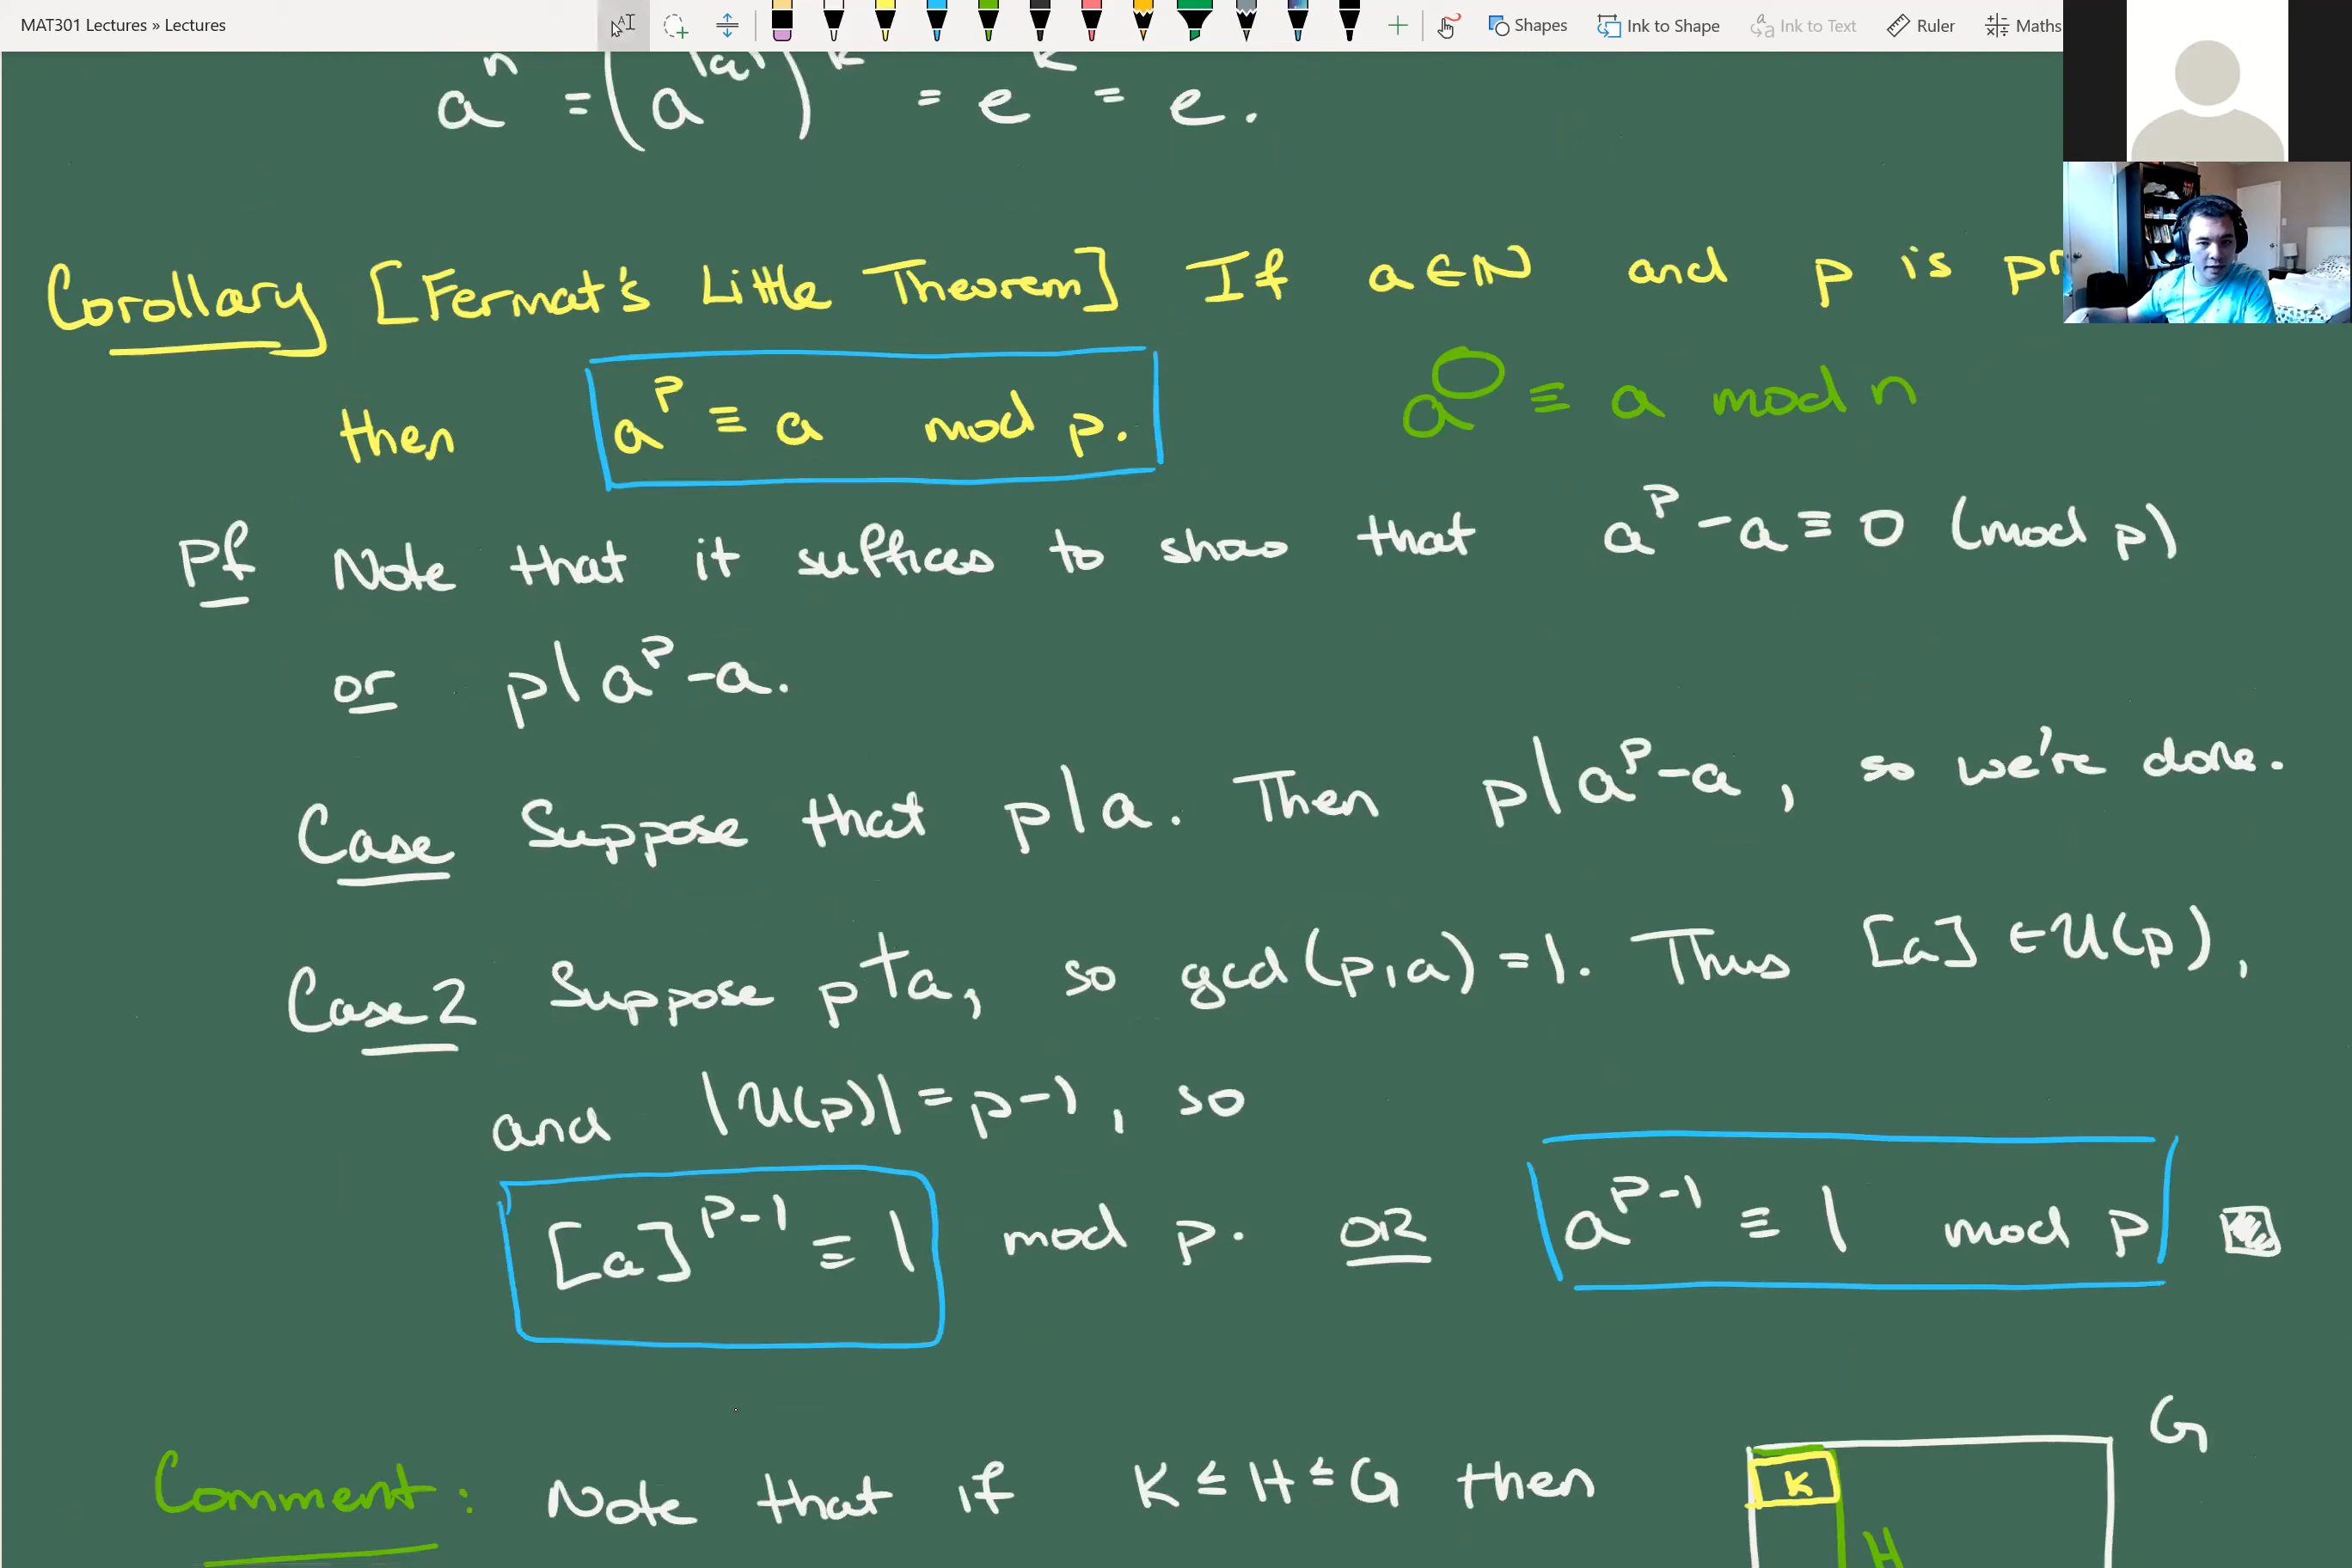 MAT301 Lectures » Lectures
Shapes Ink to Shape Ink to Text Ruler Maths
aⁿ = (a^|a|)^k = e^k = e.
Corollary [Fermat's Little Theorem] If a ∈ ℕ and p is pr
then a^p ≡ a mod p. a^O ≡ a mod n
Pf Note that it suffices to show that a^p - a ≡ 0 (mod p)
or p | a^p - a.
Case Suppose that p | a. Then p | a^p - a, so we're done.
Case 2 Suppose p ∤ a, so gcd(p, a) = 1. Thus [a] ∈ U(p),
and |U(p)| = p-1, so
[a]^p-1 ≡ 1 mod p. OR a^p-1 ≡ 1 mod p
G
Comment: Note that if K ≤ H ≤ G then
K
H